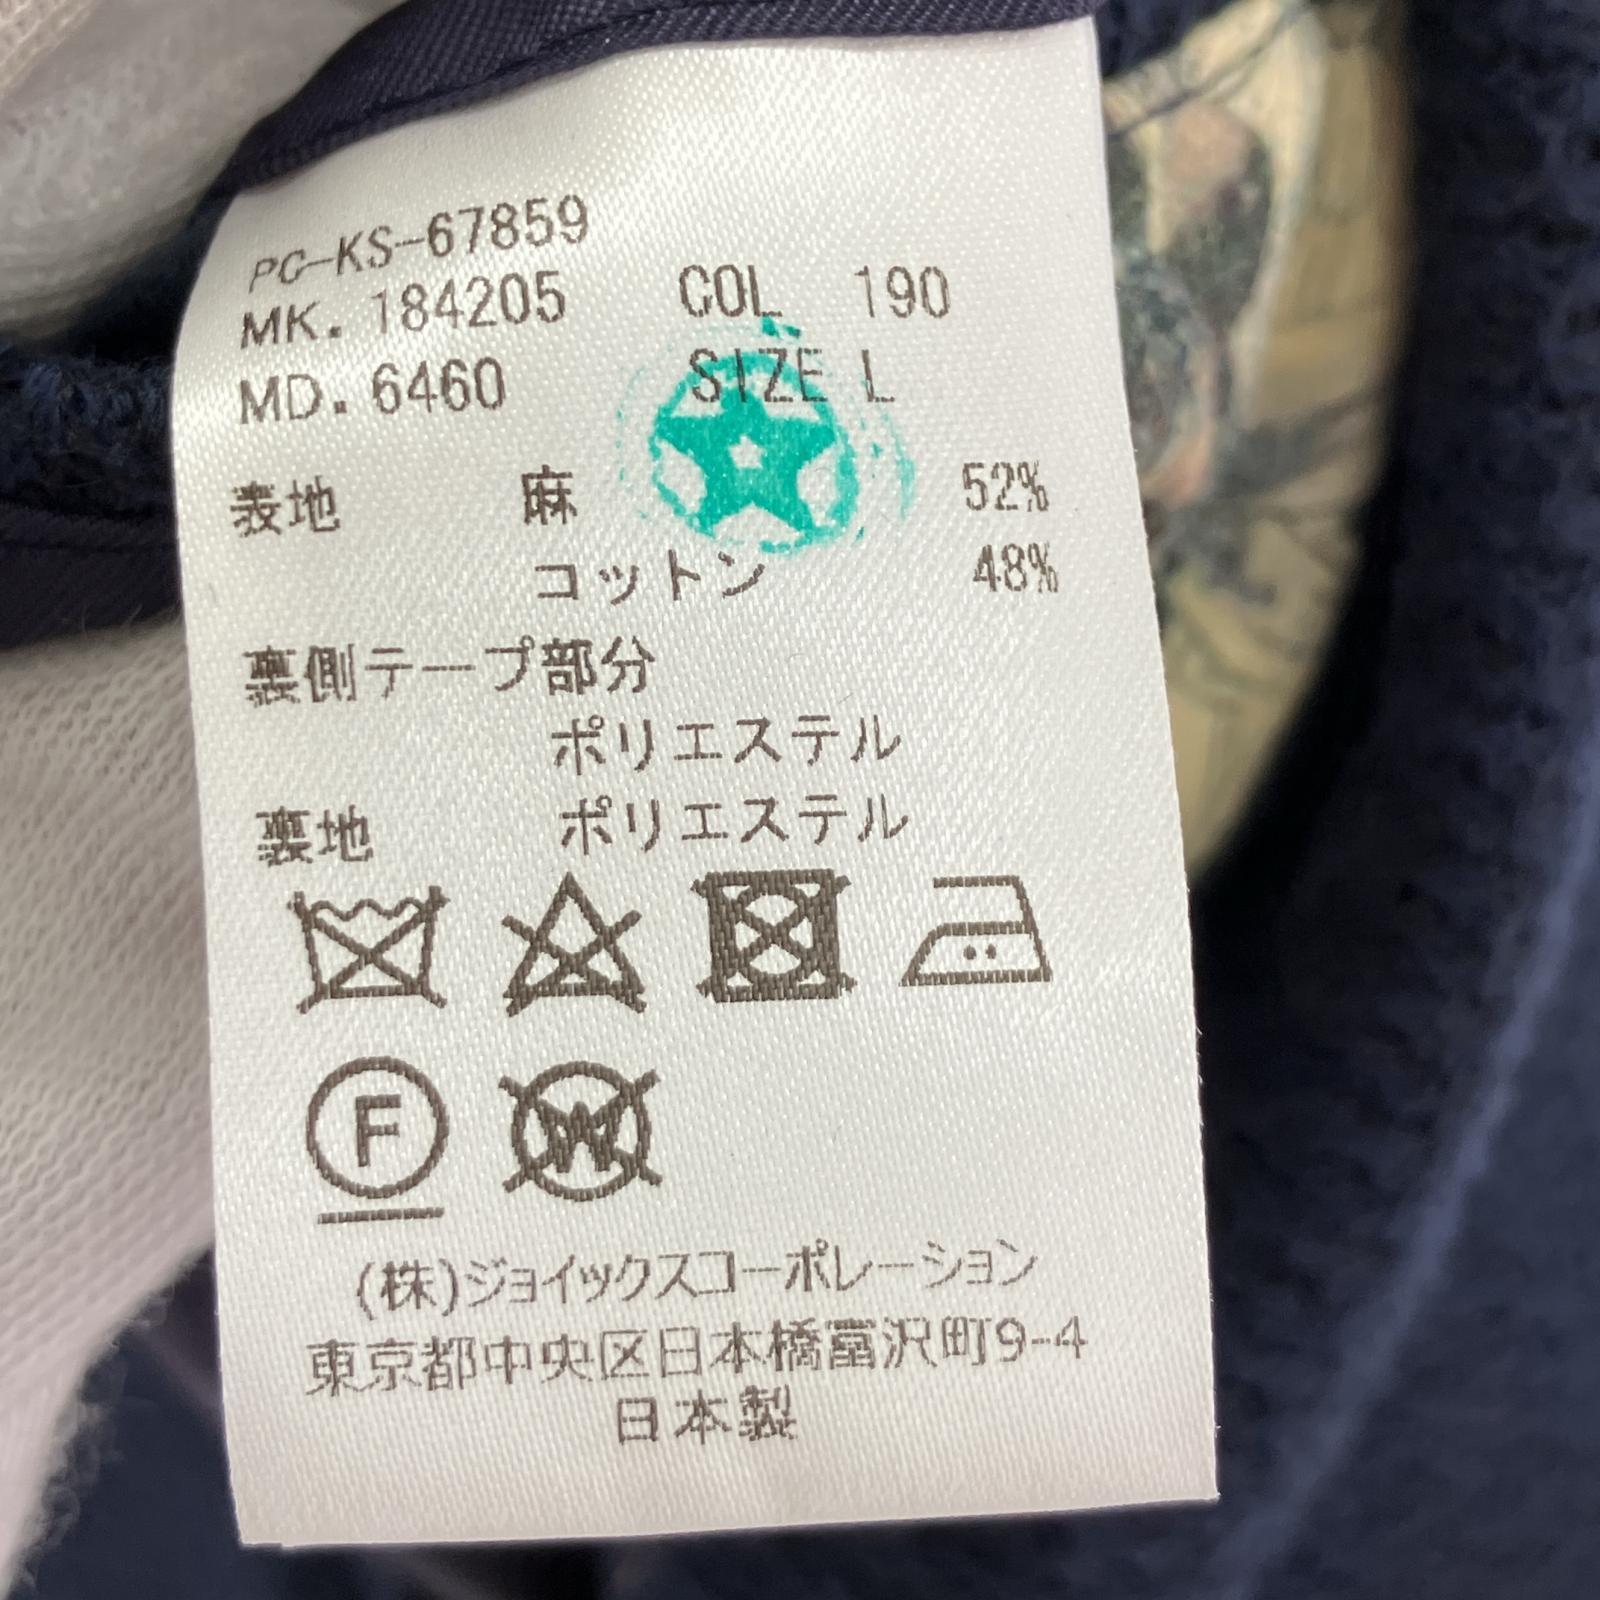 PC-KS-67859
MK. 184205 COL 190
MD. 6460 SIZE L
表地 麻 52%
コットン 48%
裏側テープ部分
ポリエステル
裏地 ポリエステル
F W
(株)ジョイックスコーポレーション
東京都中央区日本橋富沢町9-4
日本製